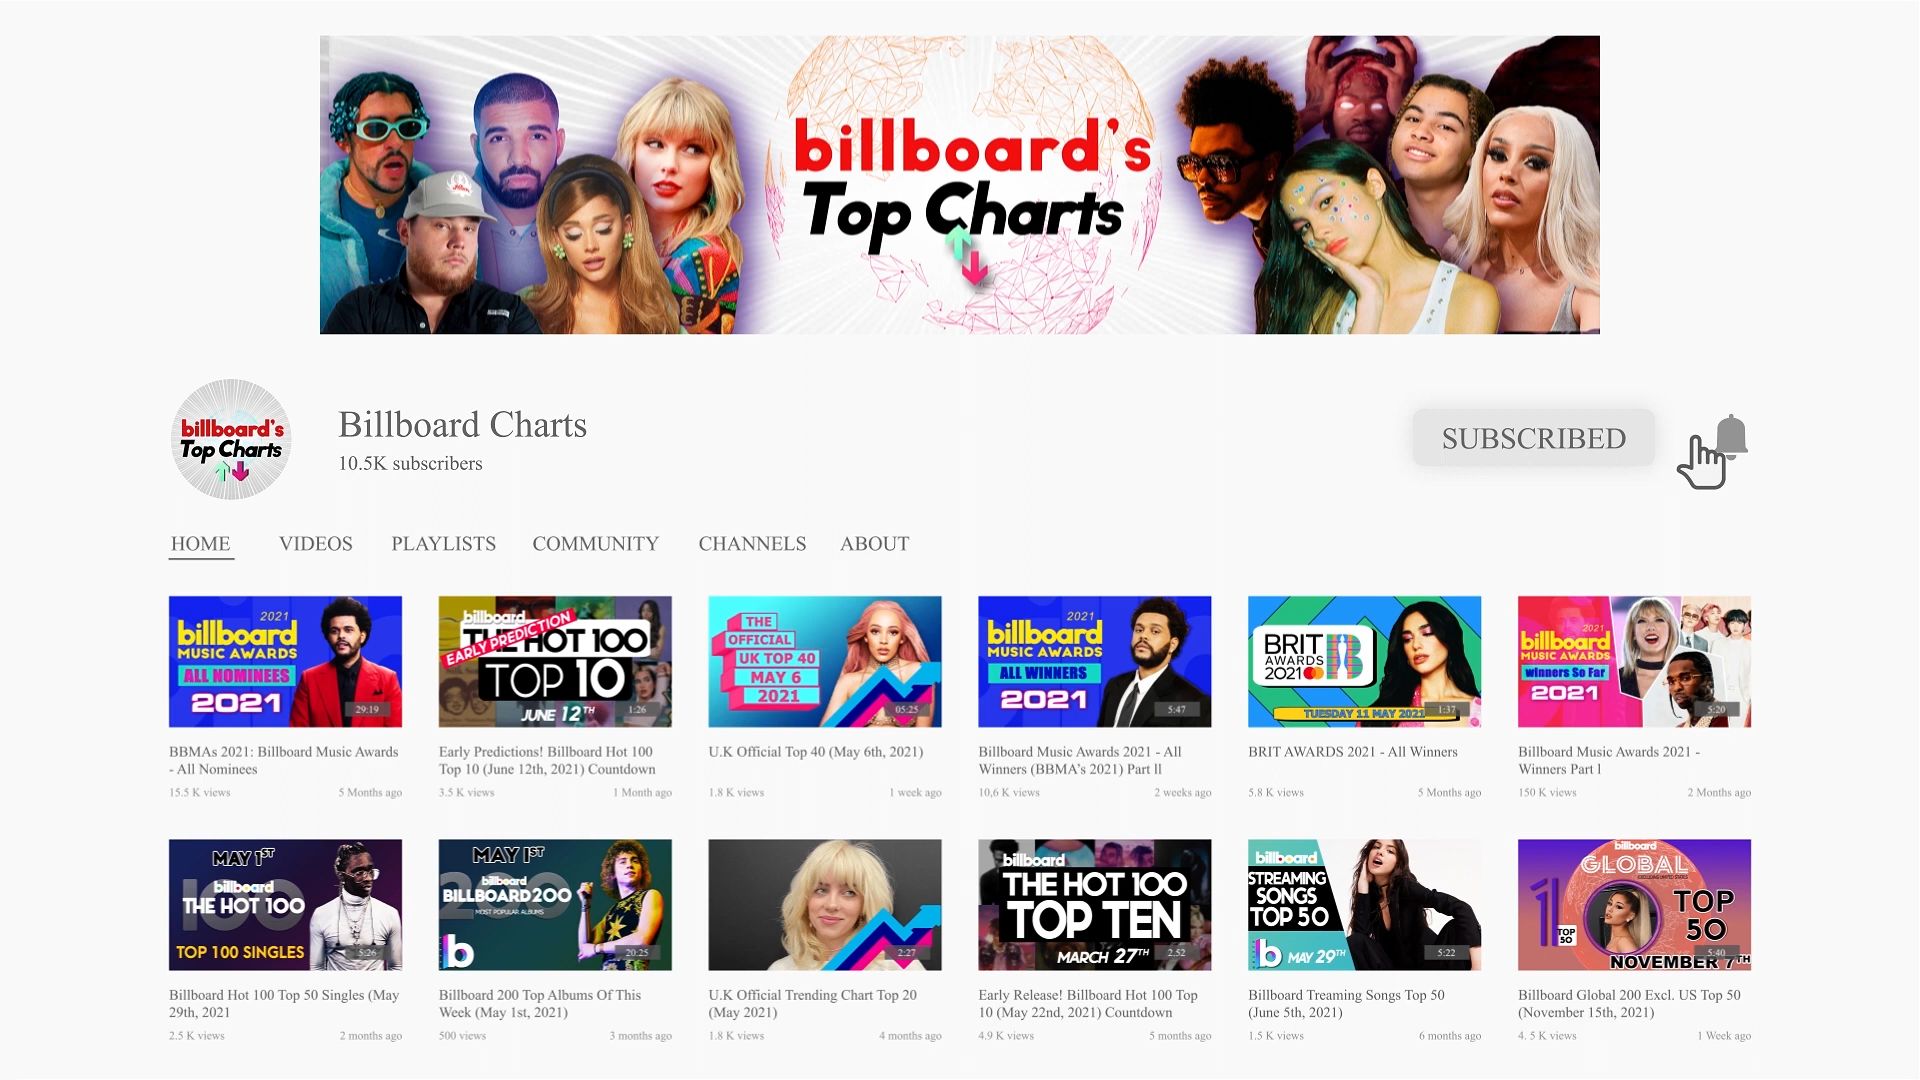 billboard's
Top Charts
billboard's
Top Charts
Billboard Charts
10.5K subscribers
SUBSCRIBED
HOME VIDEOS PLAYLISTS COMMUNITY CHANNELS ABOUT
2021
billboard
MUSIC AWARDS
ALL NOMINEES
2021
29:19
billboard
THE HOT 100
EARLY PREDICTION
TOP 10
JUNE 12TH
1:26
THE
OFFICIAL
UK TOP 40
MAY 6
2021
05:25
2021
billboard
MUSIC AWARDS
ALL WINNERS
2021
5:47
BRIT
AWARDS
2021
TUESDAY 11 MAY 2021
1:37
2021
billboard
MUSIC AWARDS
winners So Far
2021
5:20
BBMAs 2021: Billboard Music Awards
- All Nominees
15.5 K views 5 Months ago
Early Predictions! Billboard Hot 100
Top 10 (June 12th, 2021) Countdown
3.5 K views 1 Month ago
U.K Official Top 40 (May 6th, 2021)
1.8 K views 1 week ago
Billboard Music Awards 2021 - All
Winners (BBMA's 2021) Part ll
10,6 K views 2 weeks ago
BRIT AWARDS 2021 - All Winners
5.8 K views 5 Months ago
Billboard Music Awards 2021 -
Winners Part l
150 K views 2 Months ago
MAY 1ST
100
billboard
THE HOT 100
TOP 100 SINGLES
5:26
MAY 1ST
200
billboard
BILLBOARD 200
MOST POPULAR ALBUMS
b
20:25
2:27
billboard
THE HOT 100
TOP TEN
MARCH 27TH
2.52
billboard
STREAMING
SONGS
TOP 50
b MAY 29TH
5:22
billboard
GLOBAL
EXCLUDING UNITED STATES
1
TOP
50
TOP
50
5:40
NOVEMBER 7TH
Billboard Hot 100 Top 50 Singles (May
29th, 2021
2.5 K views 2 months ago
Billboard 200 Top Albums Of This
Week (May 1st, 2021)
500 views 3 months ago
U.K Official Trending Chart Top 20
(May 2021)
1.8 K views 4 months ago
Early Release! Billboard Hot 100 Top
10 (May 22nd, 2021) Countdown
4.9 K views 5 months ago
Billboard Treaming Songs Top 50
(June 5th, 2021)
1.5 K views 6 months ago
Billboard Global 200 Excl. US Top 50
(November 15th, 2021)
4. 5 K views 1 Week ago